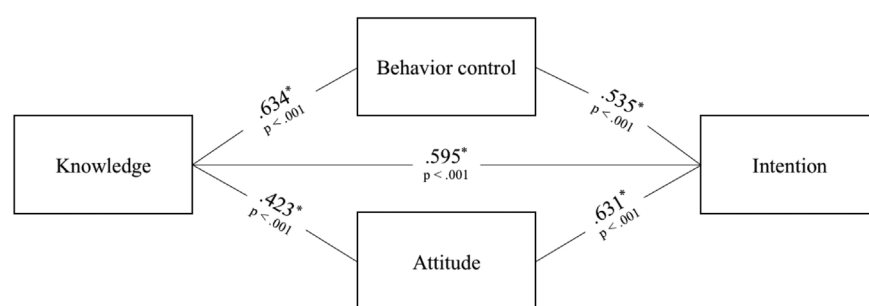 Behavior control
.634*
p < .001
.535*
p < .001
Knowledge
.595*
p < .001
Intention
.423*
p < .001
.631*
p < .001
Attitude